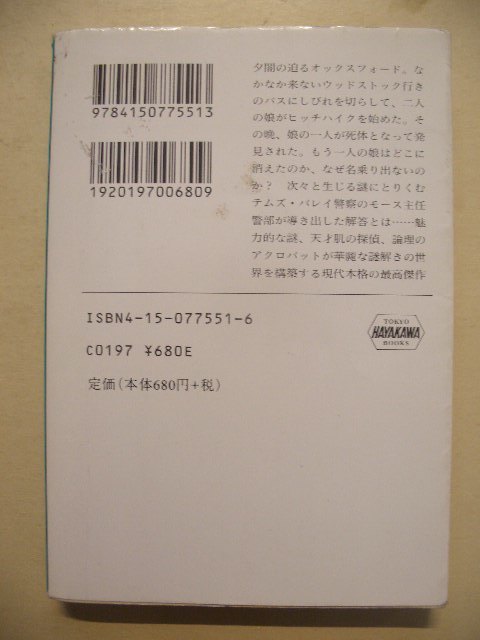 9784150775513
1920197006809
夕闇の迫るオックスフォード。な
かなか来ないウッドストック行き
のバスにしびれを切らして、二人
の娘がヒッチハイクを始めた。そ
の晩、娘の一人が死体となって発
見された。もう一人の娘はどこに
消えたのか、なぜ名乗り出ないの
か? 次々と生じる謎にとりくむ
テムズ・バレイ警察のモース主任
警部が導き出した解答とは……魅
力的な謎、天才肌の探偵、論理の
アクロバットが華麗な謎解きの世
界を構築する現代本格の最高傑作
ISBN4-15-077551-6
C0197 ¥680E
定価(本体680円+税)
TOKYO
HAYAKAWA
BOOKS